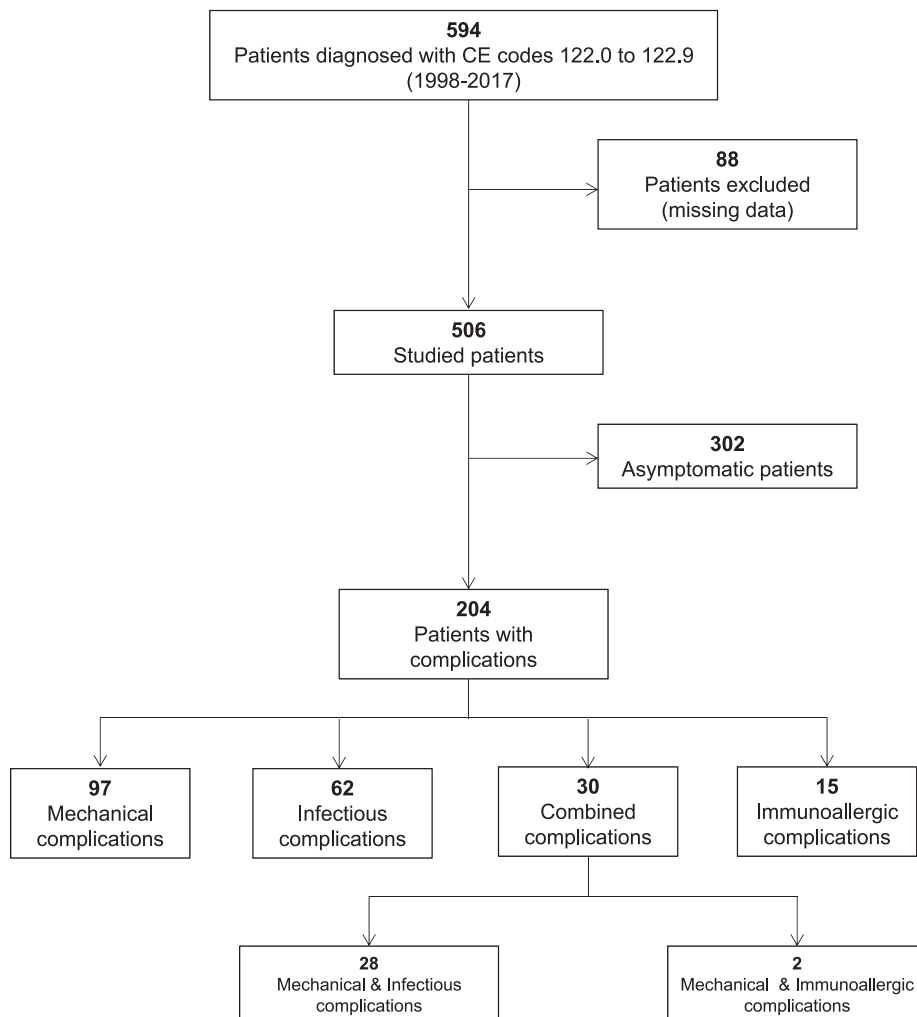 594
Patients diagnosed with CE codes 122.0 to 122.9
(1998-2017)
88
Patients excluded
(missing data)
506
Studied patients
302
Asymptomatic patients
204
Patients with
complications
97
Mechanical
complications
62
Infectious
complications
30
Combined
complications
15
Immunoallergic
complications
28
Mechanical & Infectious
complications
2
Mechanical & Immunoallergic
complications